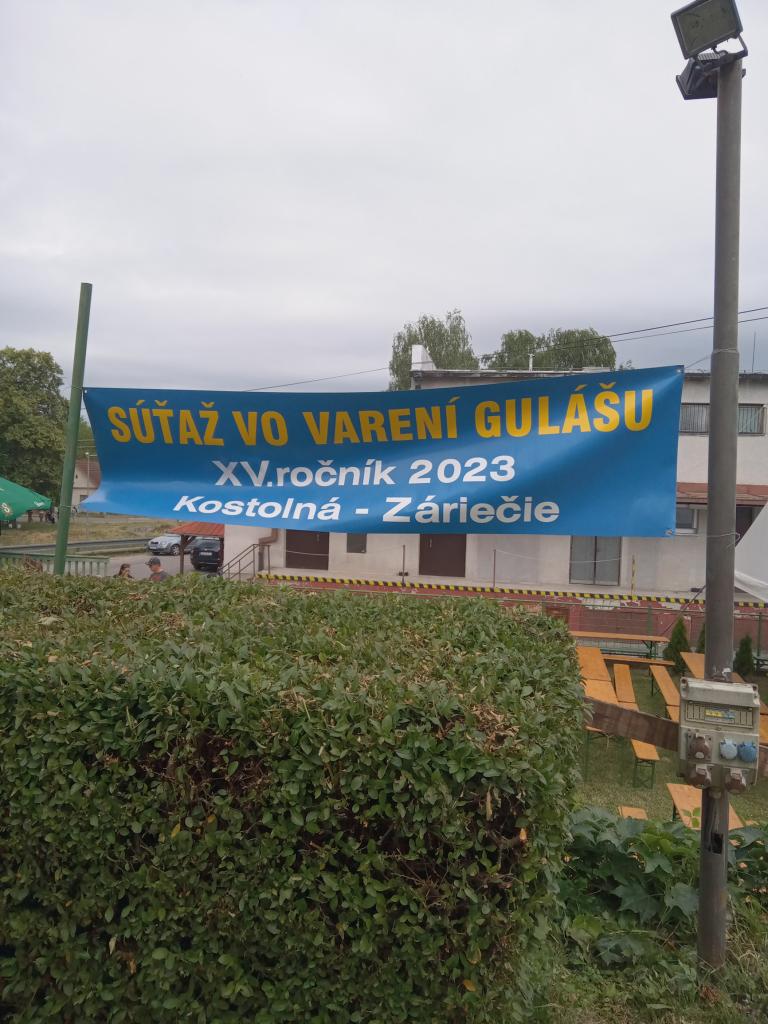 SÚŤAŽ VO VARENÍ GULÁŠU
XV.ročník 2023
Kostolná - Záriečie